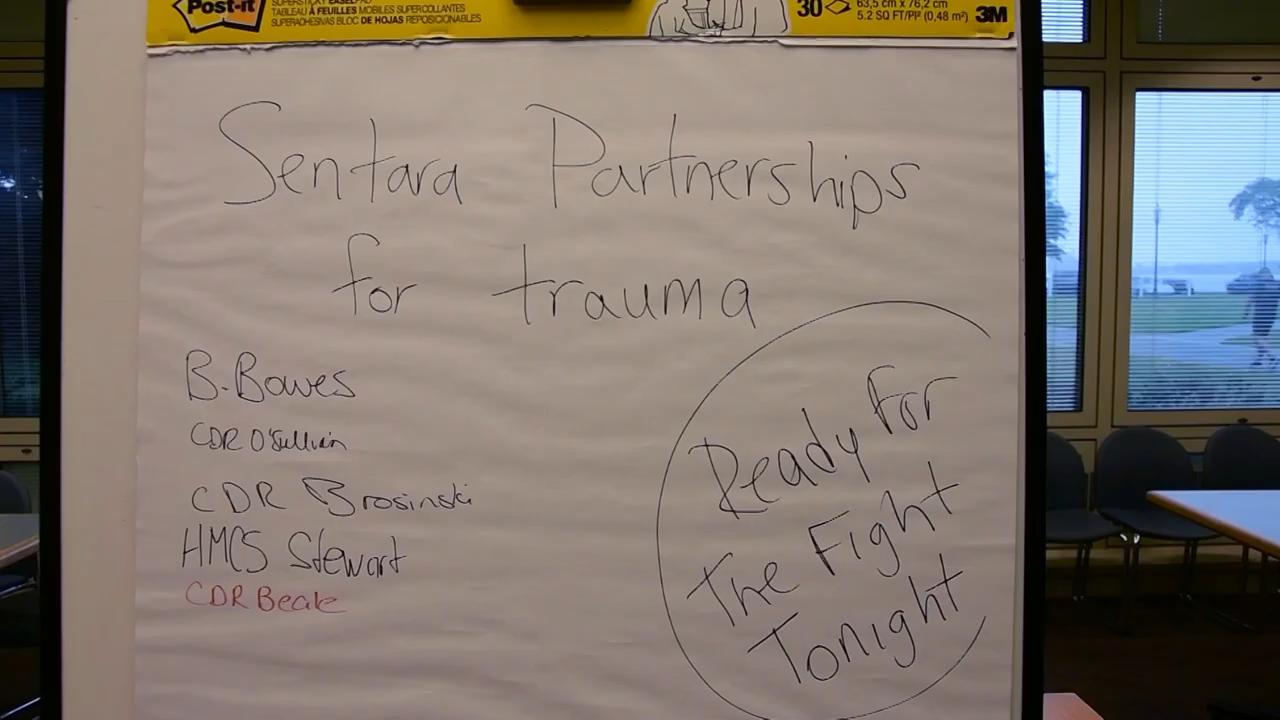 Post-it
SUPERSTICKY EASEL PAD
TABLEAU À FEUILLES MOBILES SUPERCOLLANTES
SUPERADHESIVAS BLOC DE HOJAS REPOSICIONABLES
30
63,5 cm x 76,2 cm
5.2 SQ FT/PI² (0,48 m²)
3M
Sentara Partnerships
for trauma
B. Bowes
CDR O'Sullivan
CDR Brosinski
HMCS Stewart
CDR Beale
Ready For
The Fight
Tonight